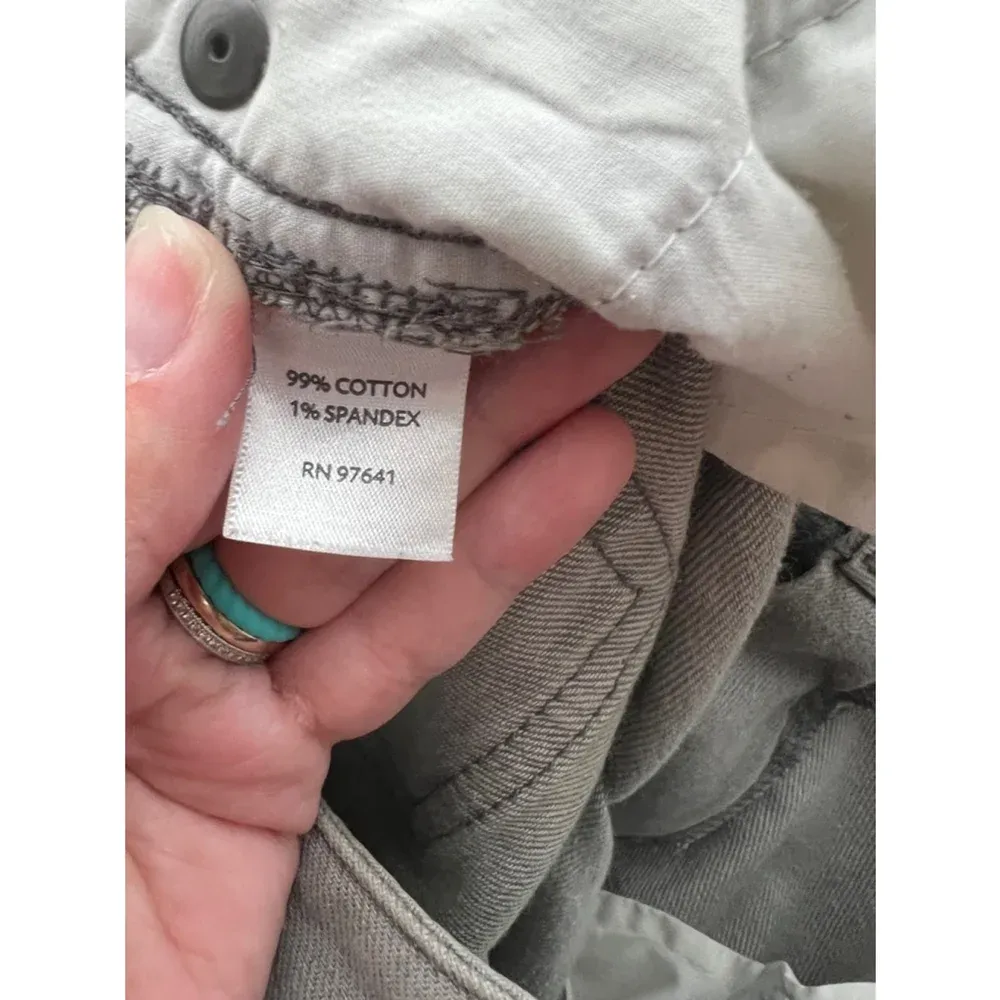 99% COTTON
1% SPANDEX
RN 97641